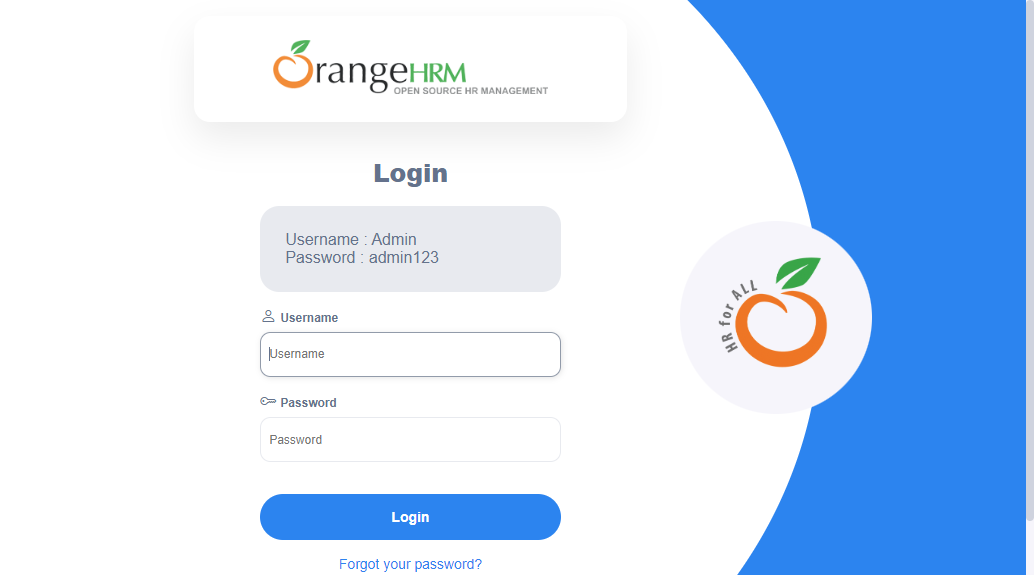 OrangeHRM
OPEN SOURCE HR MANAGEMENT
Login
Username : Admin
Password : admin123
Username
Username
Password
Password
Login
Forgot your password?
HR for ALL